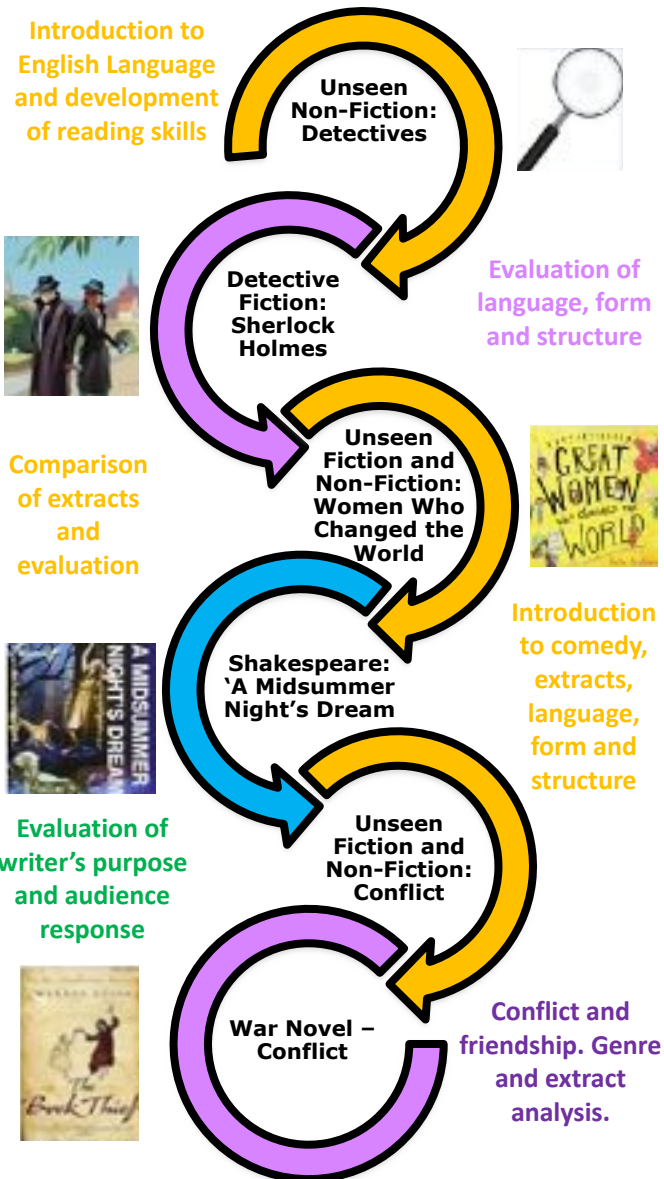 Introduction to
English Language
and development
of reading skills
Unseen
Non-Fiction:
Detectives
Detective
Fiction:
Sherlock
Holmes
Evaluation of
language, form
and structure
Comparison
of extracts
and
evaluation
Unseen
Fiction and
Non-Fiction:
Women Who
Changed the
World
GREAT
WOMEN
WORLD
Shakespeare:
‘A Midsummer
Night’s Dream
A MIDSUMMER
NIGHT'S DREAM
Introduction
to comedy,
extracts,
language,
form and
structure
Evaluation of
writer’s purpose
and audience
response
Unseen
Fiction and
Non-Fiction:
Conflict
The
Book Thief
War Novel –
Conflict
Conflict and
friendship. Genre
and extract
analysis.